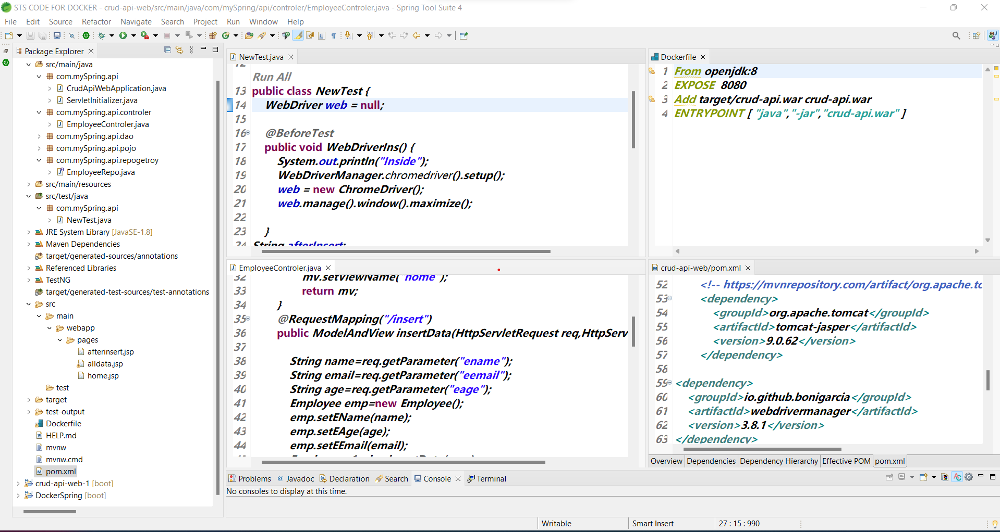 STS CODE FOR DOCKER - crud-api-web/src/main/java/com/mySpring/api/controler/EmployeeControler.java - Spring Tool Suite 4
File Edit Source Refactor Navigate Search Project Run Window Help
Package Explorer
src/main/java
com.mySpring.api
CrudApiWebApplication.java
ServletInitializer.java
com.mySpring.api.controler
EmployeeControler.java
com.mySpring.api.dao
com.mySpring.api.pojo
com.mySpring.api.repogetroy
EmployeeRepo.java
src/main/resources
src/test/java
com.mySpring.api
NewTest.java
JRE System Library [JavaSE-1.8]
Maven Dependencies
target/generated-sources/annotations
Referenced Libraries
TestNG
target/generated-test-sources/test-annotations
src
main
webapp
pages
afterinsert.jsp
alldata.jsp
home.jsp
test
target
test-output
Dockerfile
HELP.md
mvnw
mvnw.cmd
pom.xml
crud-api-web-1 [boot]
DockerSpring [boot]
NewTest.java
12
Run All
13 public class NewTest {
14 WebDriver web = null;
15
16 @BeforeTest
17 public void WebDriverIns() {
18 System.out.println("Inside");
19 WebDriverManager.chromedriver().setup();
20 web = new ChromeDriver();
21 web.manage().window().maximize();
22
23 }
24 String afterInsert;
Dockerfile
1 From openjdk:8
2 EXPOSE 8080
3 Add target/crud-api.war crud-api.war
4 ENTRYPOINT [ "java","-jar","crud-api.war" ]
EmployeeControler.java
32 mv.setViewName("home");
33 return mv;
34 }
35 @RequestMapping("/insert")
36 public ModelAndView insertData(HttpServletRequest req,HttpServ
37
38 String name=req.getParameter("ename");
39 String email=req.getParameter("eemail");
40 String age=req.getParameter("eage");
41 Employee emp=new Employee();
42 emp.setEName(name);
43 emp.setEAge(age);
44 emp.setEEmail(email);
crud-api-web/pom.xml
52 <!-- https://mvnrepository.com/artifact/org.apache.to
53 <dependency>
54 <groupId>org.apache.tomcat</groupId>
55 <artifactId>tomcat-jasper</artifactId>
56 <version>9.0.62</version>
57 </dependency>
58
59 <dependency>
60 <groupId>io.github.bonigarcia</groupId>
61 <artifactId>webdrivermanager</artifactId>
62 <version>3.8.1</version>
63 </dependency>
Overview Dependencies Dependency Hierarchy Effective POM pom.xml
Problems Javadoc Declaration Search Console Terminal
No consoles to display at this time.
Writable Smart Insert 27 : 15 : 990